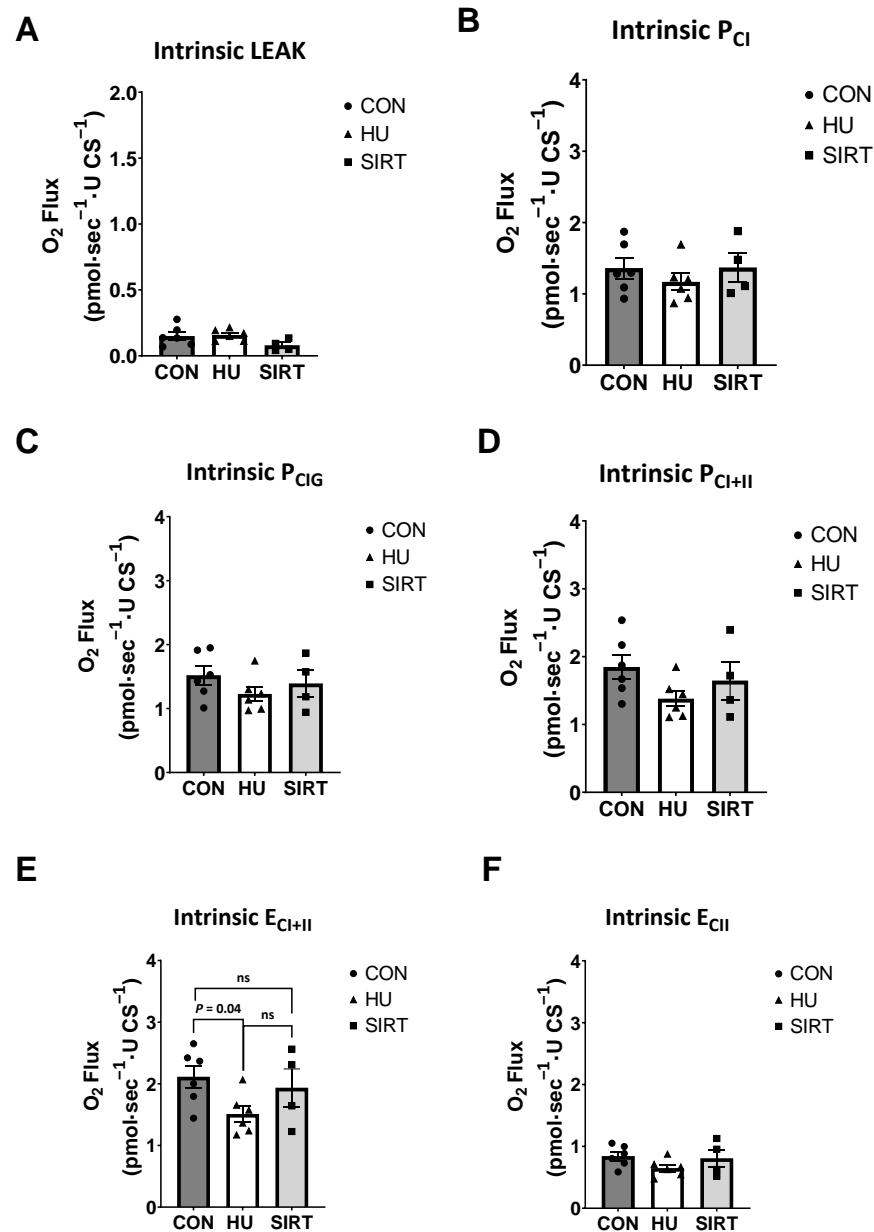 A
Intrinsic LEAK
O₂ Flux
(pmol·sec⁻¹·U CS⁻¹)
2.0
1.5
1.0
0.5
0.0
CON
HU
SIRT
CON
HU
SIRT
B
Intrinsic P_CI
O₂ Flux
(pmol·sec⁻¹·U CS⁻¹)
4
3
2
1
0
CON
HU
SIRT
CON
HU
SIRT
C
Intrinsic P_CIG
O₂ Flux
(pmol·sec⁻¹·U CS⁻¹)
4
3
2
1
0
CON
HU
SIRT
CON
HU
SIRT
D
Intrinsic P_CI+II
O₂ Flux
(pmol·sec⁻¹·U CS⁻¹)
4
3
2
1
0
CON
HU
SIRT
CON
HU
SIRT
E
Intrinsic E_CI+II
O₂ Flux
(pmol·sec⁻¹·U CS⁻¹)
4
3
2
1
0
ns
P = 0.04
ns
CON
HU
SIRT
CON
HU
SIRT
F
Intrinsic E_CII
O₂ Flux
(pmol·sec⁻¹·U CS⁻¹)
4
3
2
1
0
CON
HU
SIRT
CON
HU
SIRT